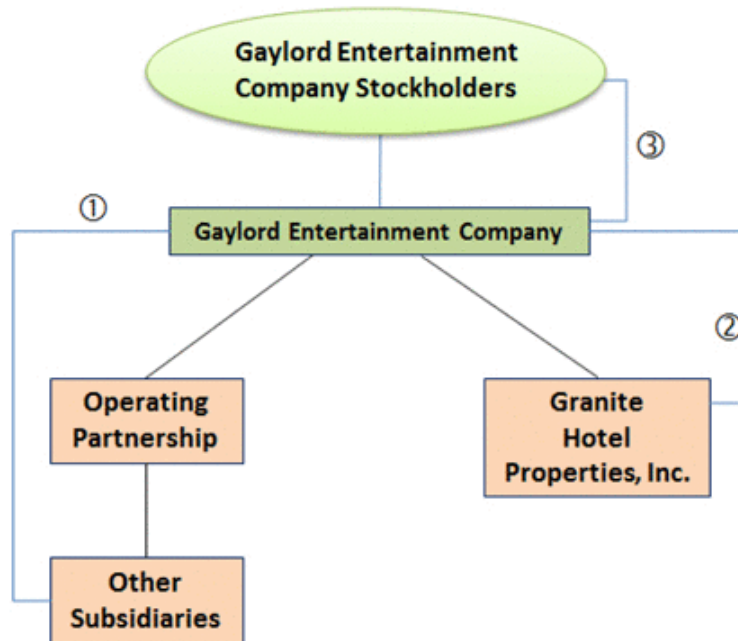 Gaylord Entertainment
Company Stockholders
③
①
Gaylord Entertainment Company
②
Operating
Partnership
Granite
Hotel
Properties, Inc.
Other
Subsidiaries